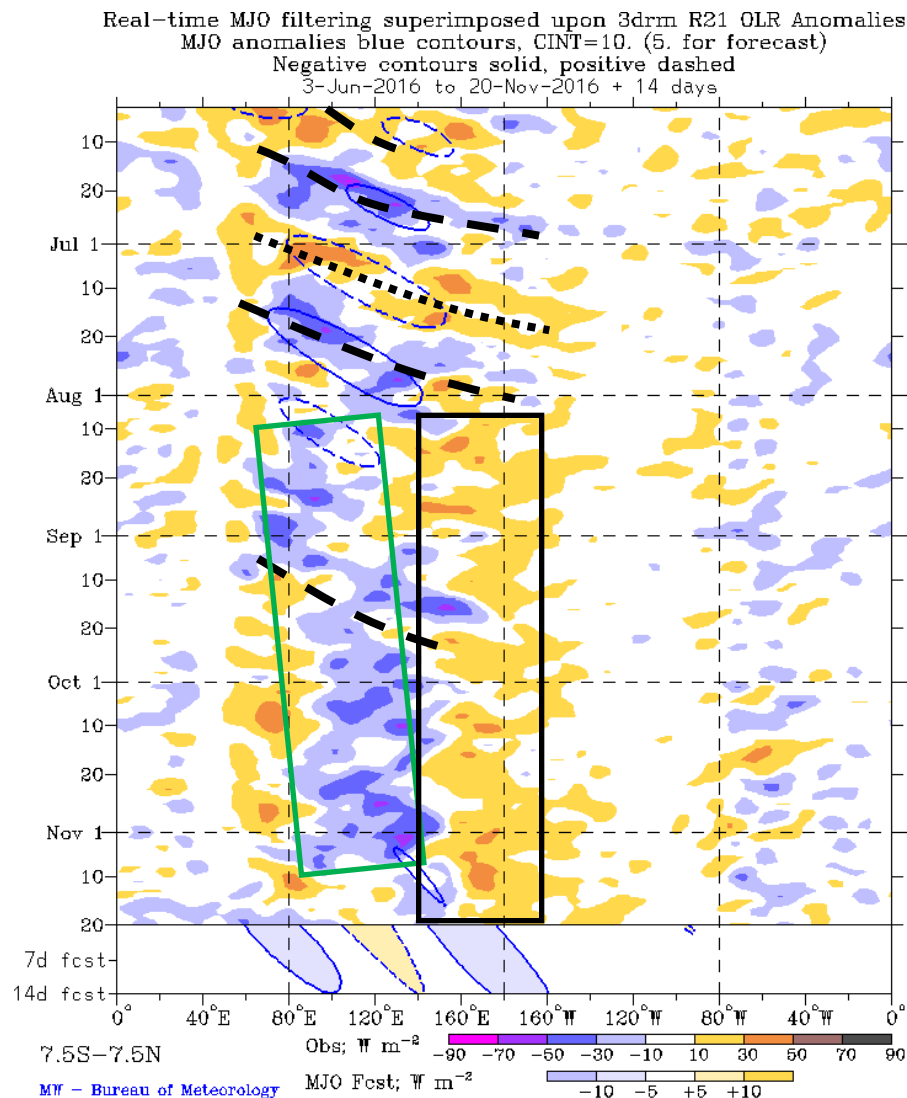 Real-time MJO filtering superimposed upon 3drm R21 OLR Anomalies
MJO anomalies blue contours, CINT=10. (5. for forecast)
Negative contours solid, positive dashed
3-Jun-2016 to 20-Nov-2016 + 14 days
10
20
Jul 1
10
20
Aug 1
10
20
Sep 1
10
20
Oct 1
10
20
Nov 1
10
20
7d fcst
14d fcst
0° 40°E 80°E 120°E 160°E 160°W 120°W 80°W 40°W 0°
7.5S-7.5N
Obs; W m⁻²
-90 -70 -50 -30 -10 10 30 50 70 90
MJO Fcst; W m⁻²
-10 -5 +5 +10
MW - Bureau of Meteorology